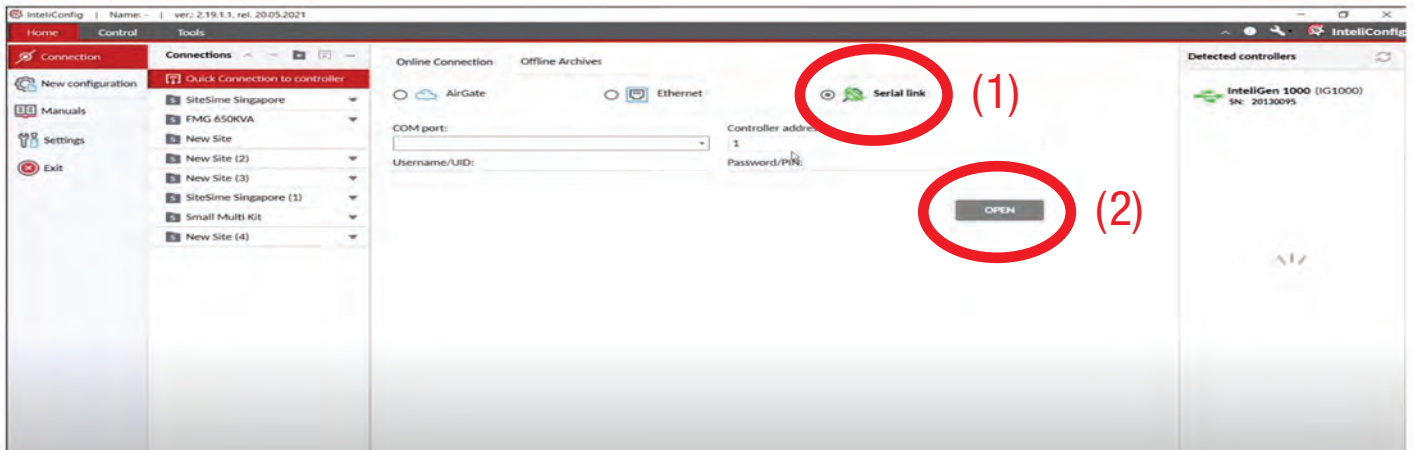 InteliConfig | Name: - | ver.: 2.19.1.1, rel. 20.05.2021
Home Control Tools
InteliConfig
Connection
New configuration
Manuals
Settings
Exit
Connections
Quick Connection to controller
SiteSime Singapore
FMG 650KVA
New Site
New Site (2)
New Site (3)
SiteSime Singapore (1)
Small Multi Kit
New Site (4)
Online Connection Offline Archives
AirGate Ethernet Serial link (1)
COM port: Controller addre
1
Username/UID: Password/PIN:
OPEN (2)
Detected controllers
InteliGen 1000 (IG1000)
SN: 20130095